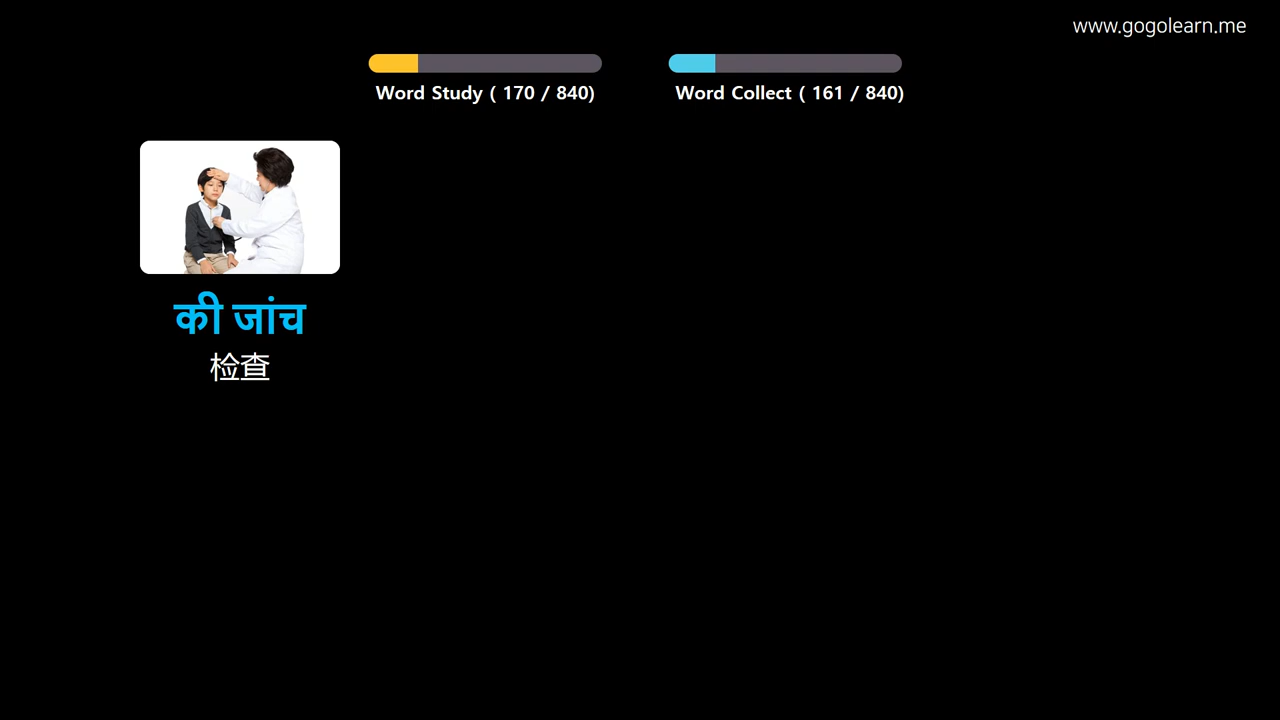 www.gogolearn.me
Word Study ( 170 / 840)
Word Collect ( 161 / 840)
की जांच
检查